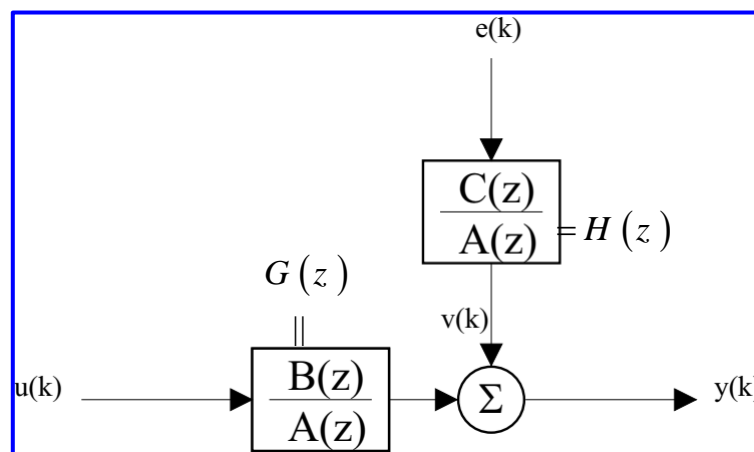 e(k)
C(z)
A(z)
= H ( z )
G ( z )
||
v(k)
u(k)
B(z)
A(z)
Σ
y(k)